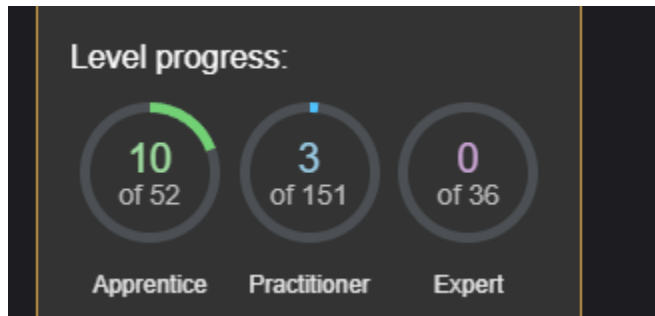 Level progress:
10 3 0
of 52 of 151 of 36
Apprentice Practitioner Expert